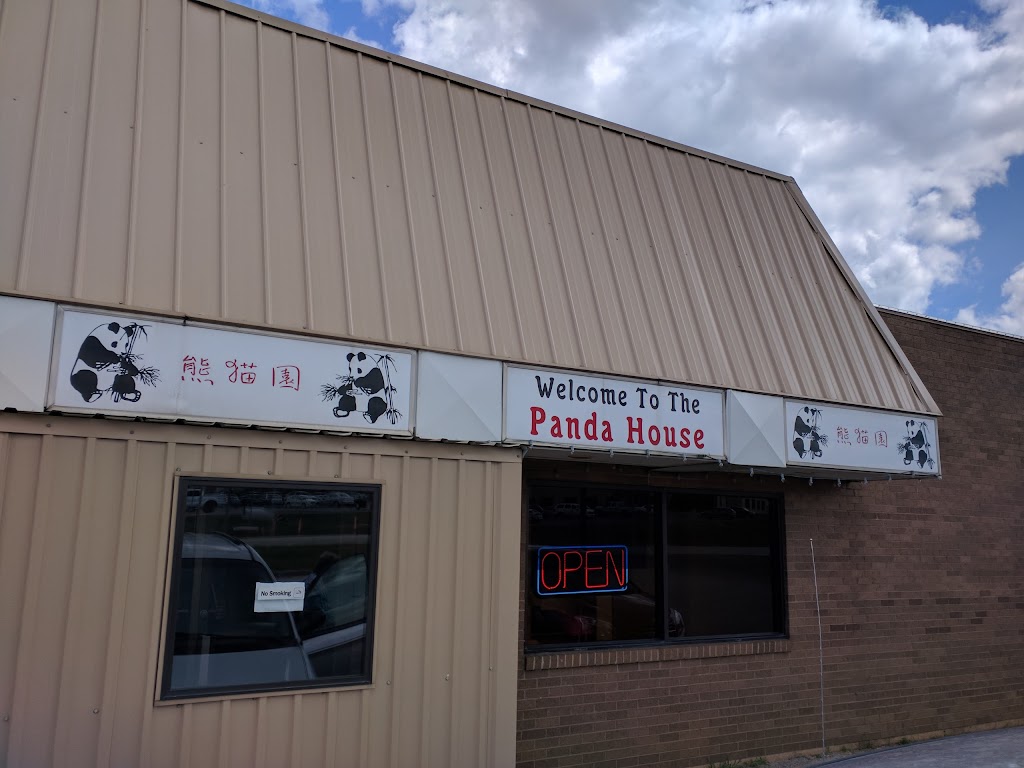 熊猫園
Welcome To The
Panda House
熊猫園
OPEN
No Smoking